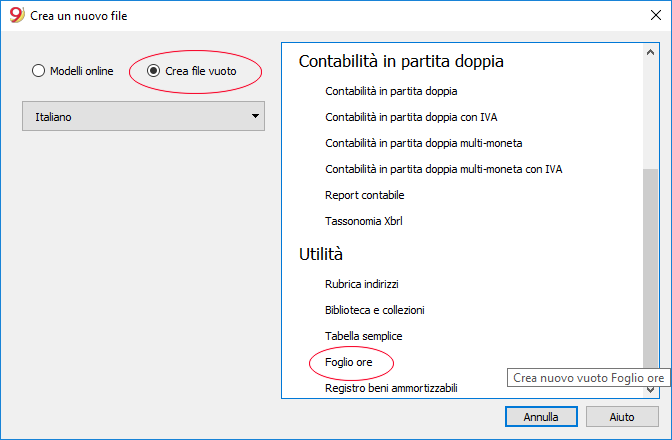 9 Crea un nuovo file
Modelli online
Crea file vuoto
Italiano
Contabilità in partita doppia
Contabilità in partita doppia
Contabilità in partita doppia con IVA
Contabilità in partita doppia multi-moneta
Contabilità in partita doppia multi-moneta con IVA
Report contabile
Tassonomia Xbrl
Utilità
Rubrica indirizzi
Biblioteca e collezioni
Tabella semplice
Foglio ore
Crea nuovo vuoto Foglio ore
Registro beni ammortizzabili
Annulla
Aiuto